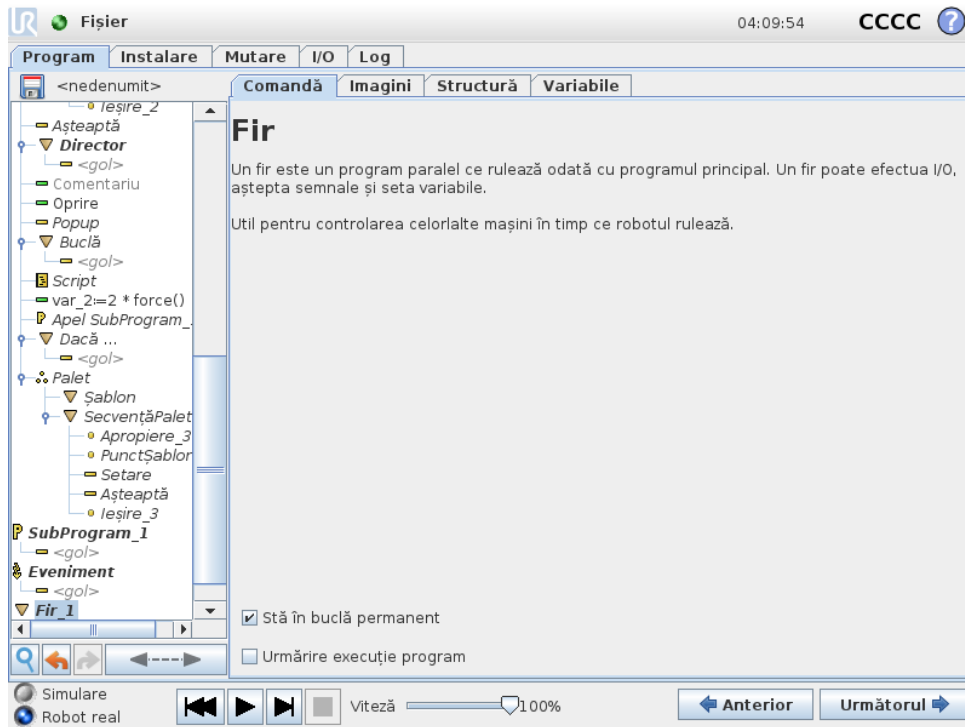 UR Fișier 04:09:54 CCCC ?
Program Instalare Mutare I/O Log
<nedenumit>
Comandă Imagini Structură Variabile
Ieșire_2
Așteaptă
Director
<gol>
Comentariu
Oprire
Popup
Buclă
<gol>
Script
var_2:=2 * force()
Apel SubProgram_
Dacă ...
<gol>
Palet
Șablon
SecvențăPalet
Apropiere_3
PunctȘablon
Setare
Așteaptă
Ieșire_3
P SubProgram_1
<gol>
Eveniment
<gol>
Fir_1
Fir
Un fir este un program paralel ce rulează odată cu programul principal. Un fir poate efectua I/O,
aștepta semnale și seta variabile.
Util pentru controlarea celorlalte mașini în timp ce robotul rulează.
Stă în buclă permanent
Urmărire execuție program
Simulare
Robot real
Viteză 100%
Anterior Următorul